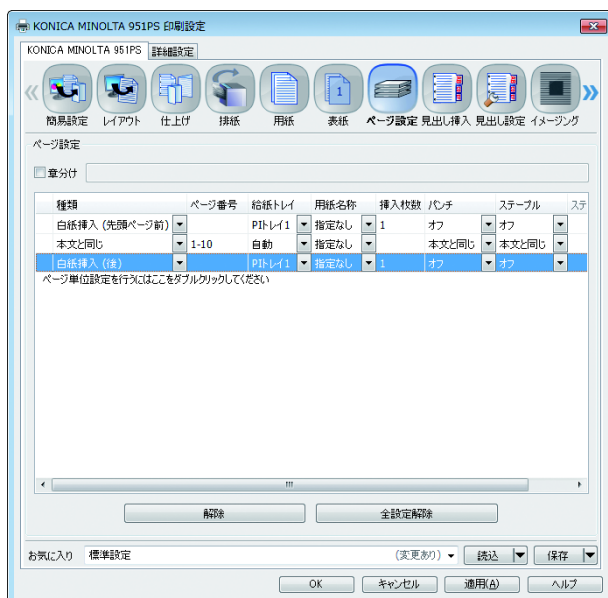 KONICA MINOLTA 951PS 印刷設定
KONICA MINOLTA 951PS 詳細設定
簡易設定 レイアウト 仕上げ 排紙 用紙 表紙 ページ設定 見出し挿入 見出し設定 イメージング
1
ページ設定
章分け
種類 ページ番号 給紙トレイ 用紙名称 挿入枚数 パンチ ステープル ステ
白紙挿入 (先頭ページ前) PIトレイ1 指定なし 1 オフ オフ
本文と同じ 1-10 自動 指定なし 本文と同じ 本文と同じ
白紙挿入 (後) PIトレイ1 指定なし 1 オフ オフ
ページ単位設定を行うにはここをダブルクリックしてください
解除 全設定解除
お気に入り 標準設定 (変更あり) 読込 保存
OK キャンセル 適用(A) ヘルプ